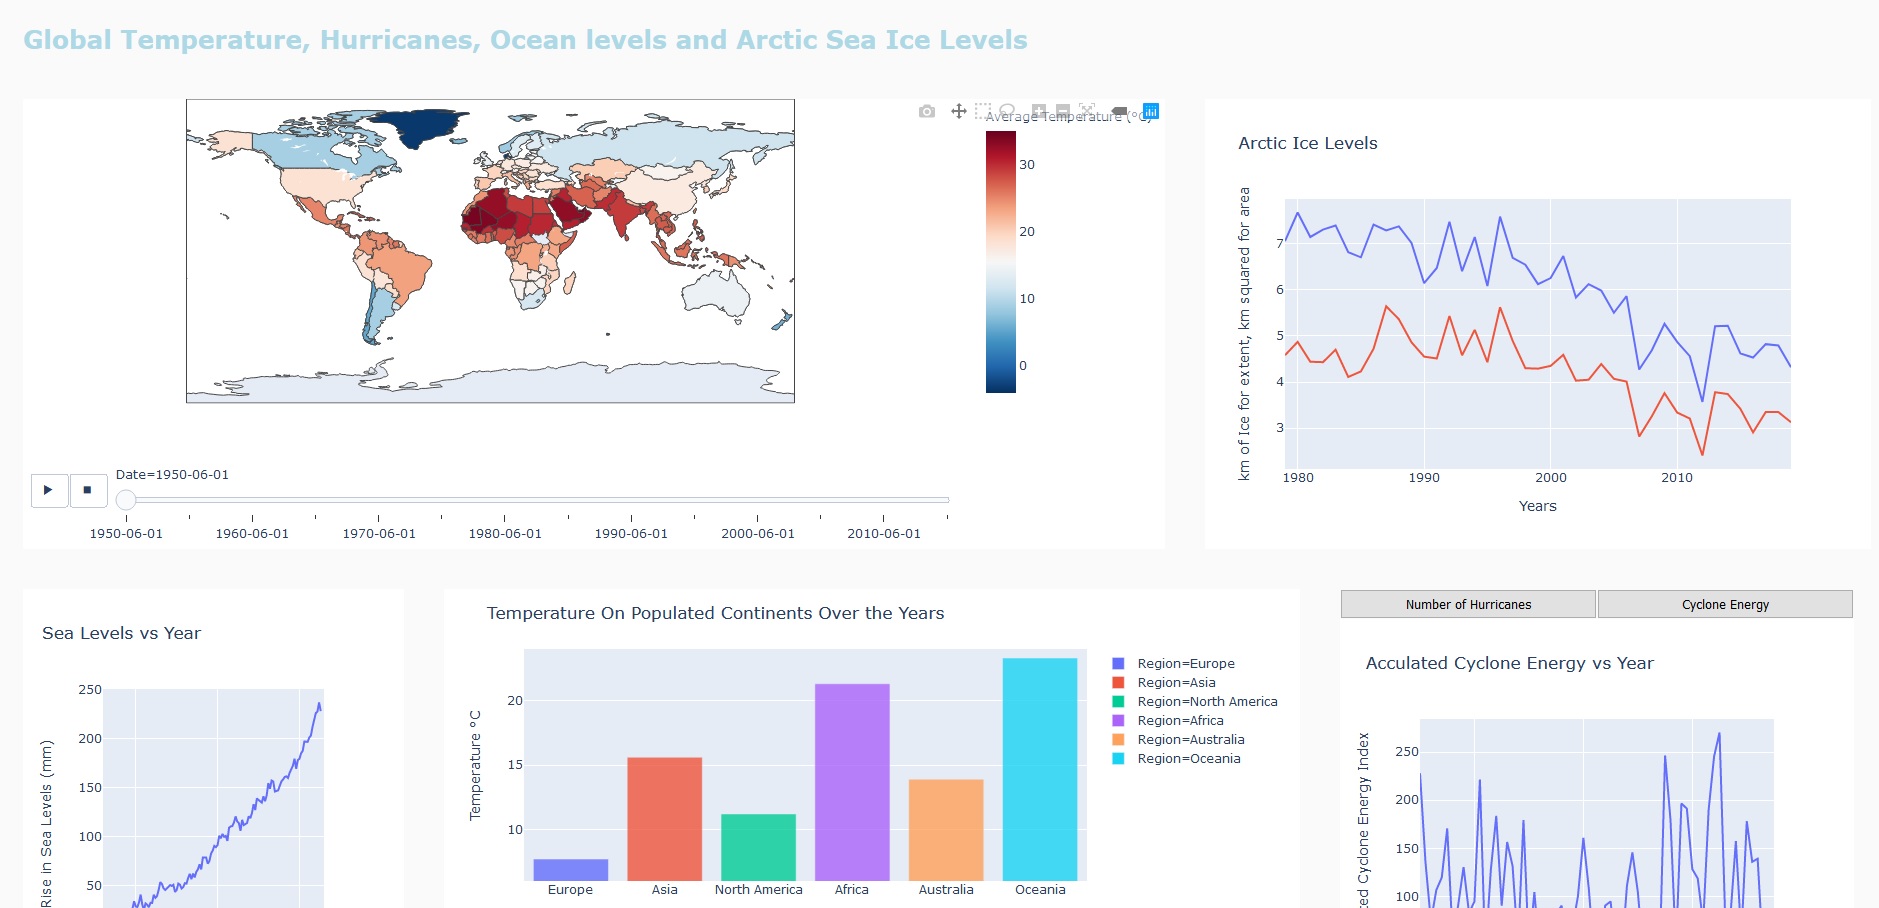 Global Temperature, Hurricanes, Ocean levels and Arctic Sea Ice Levels
Average Temperature (°C)
30
20
10
0
Date=1950-06-01
1950-06-01
1960-06-01
1970-06-01
1980-06-01
1990-06-01
2000-06-01
2010-06-01
Arctic Ice Levels
km of Ice for extent, km squared for area
7
6
5
4
3
1980
1990
2000
2010
Years
Sea Levels vs Year
Rise in Sea Levels (mm)
250
200
150
100
50
Temperature On Populated Continents Over the Years
Temperature °C
20
15
10
Europe
Asia
North America
Africa
Australia
Oceania
Region=Europe
Region=Asia
Region=North America
Region=Africa
Region=Australia
Region=Oceania
Number of Hurricanes
Cyclone Energy
Acculated Cyclone Energy vs Year
ted Cyclone Energy Index
250
200
150
100